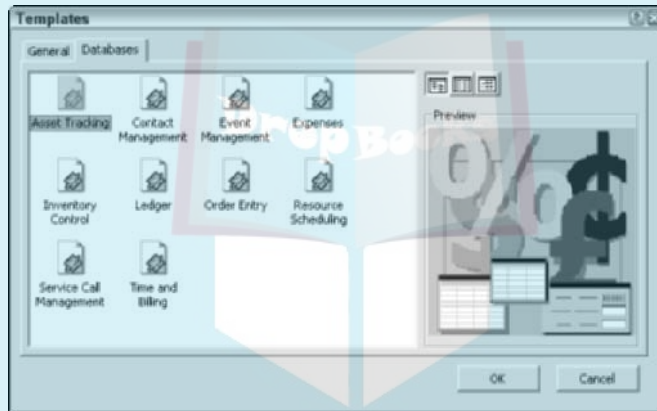 Templates
General Databases
Asset Tracking Contact Management Event Management Expenses
Inventory Control Ledger Order Entry Resource Scheduling
Service Call Management Time and Billing
Preview
DropBooks
OK Cancel